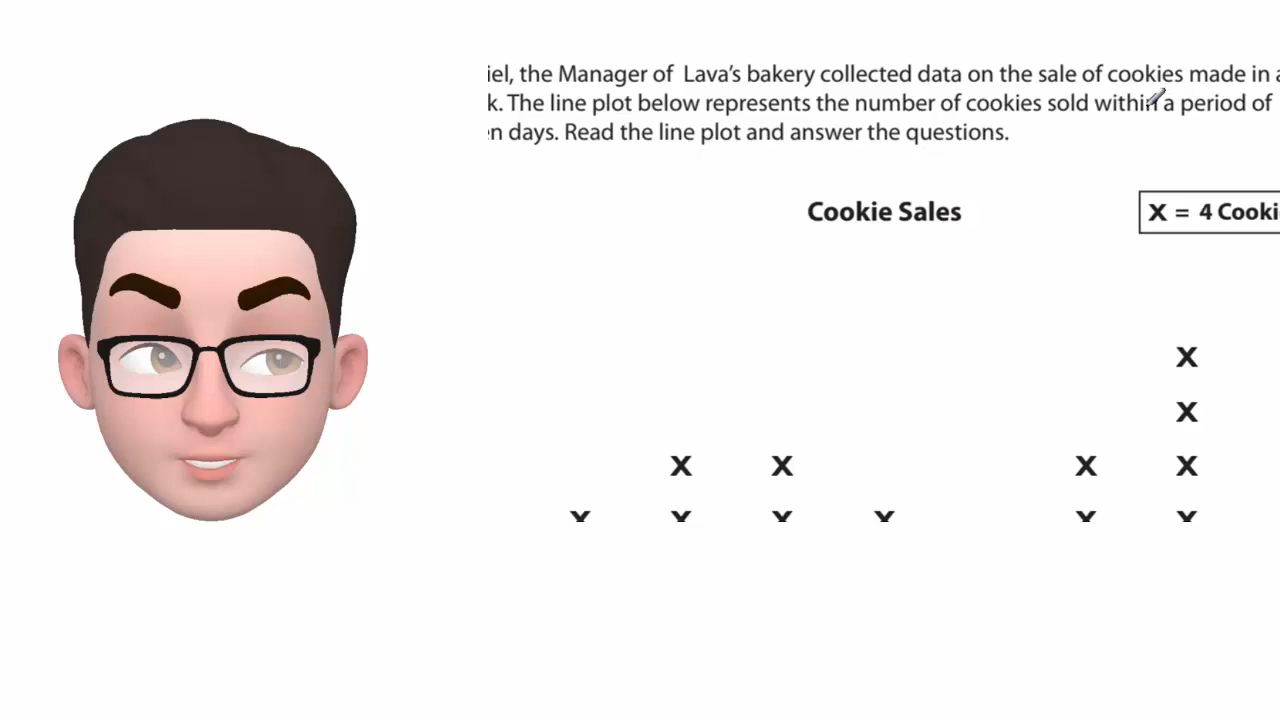 iel, the Manager of Lava's bakery collected data on the sale of cookies made in a
k. The line plot below represents the number of cookies sold within a period of
n days. Read the line plot and answer the questions.
Cookie Sales
X = 4 Cooki
X
X
X X X X
X X X X X X